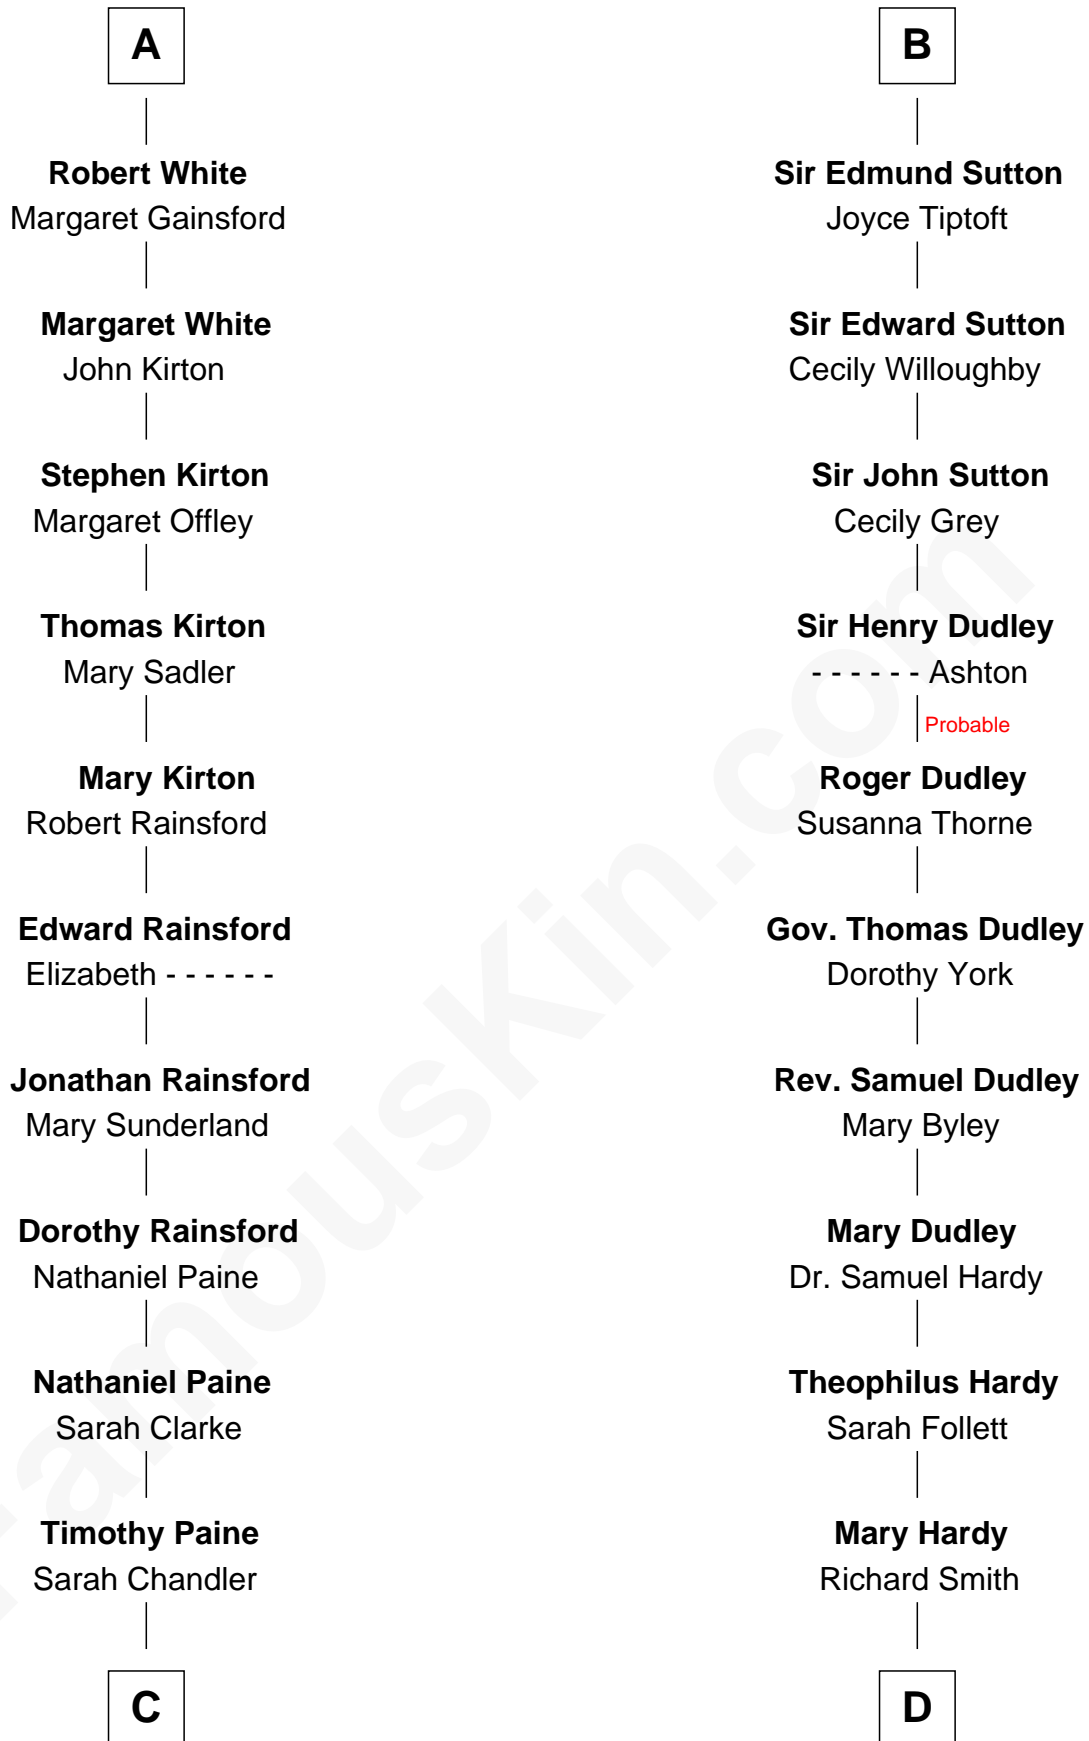 A
Robert White
Margaret Gainsford
Margaret White
John Kirton
Stephen Kirton
Margaret Offley
Thomas Kirton
Mary Sadler
Mary Kirton
Robert Rainsford
Edward Rainsford
Elizabeth - - - - - -
Jonathan Rainsford
Mary Sunderland
Dorothy Rainsford
Nathaniel Paine
Nathaniel Paine
Sarah Clarke
Timothy Paine
Sarah Chandler
C
B
Sir Edmund Sutton
Joyce Tiptoft
Sir Edward Sutton
Cecily Willoughby
Sir John Sutton
Cecily Grey
Sir Henry Dudley
- - - - - - Ashton
Probable
Roger Dudley
Susanna Thorne
Gov. Thomas Dudley
Dorothy York
Rev. Samuel Dudley
Mary Byley
Mary Dudley
Dr. Samuel Hardy
Theophilus Hardy
Sarah Follett
Mary Hardy
Richard Smith
D
FamousKin.com